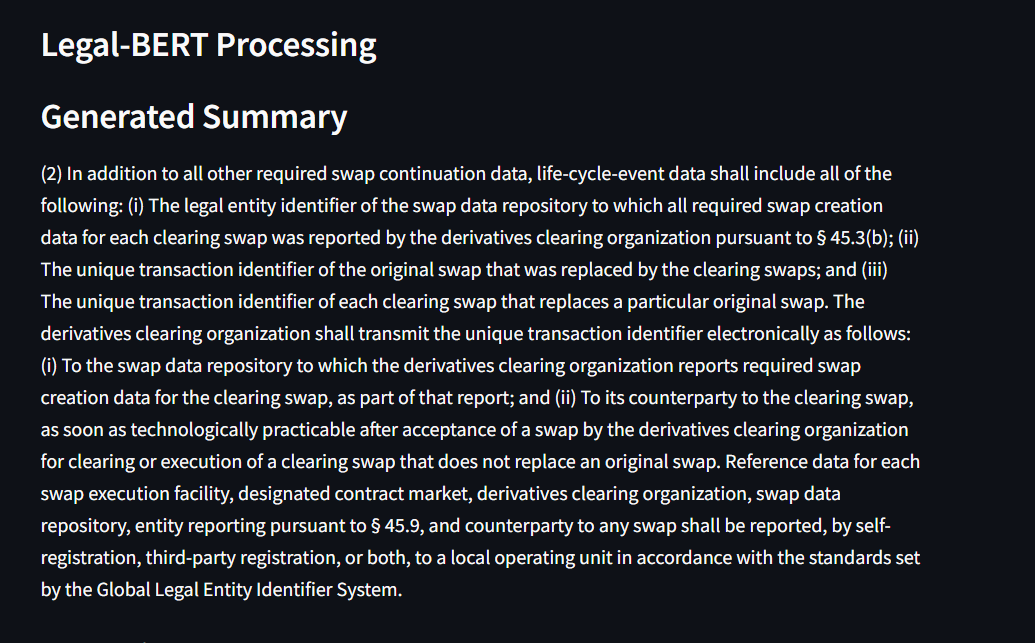 Legal-BERT Processing
Generated Summary
(2) In addition to all other required swap continuation data, life-cycle-event data shall include all of the
following: (i) The legal entity identifier of the swap data repository to which all required swap creation
data for each clearing swap was reported by the derivatives clearing organization pursuant to § 45.3(b); (ii)
The unique transaction identifier of the original swap that was replaced by the clearing swaps; and (iii)
The unique transaction identifier of each clearing swap that replaces a particular original swap. The
derivatives clearing organization shall transmit the unique transaction identifier electronically as follows:
(i) To the swap data repository to which the derivatives clearing organization reports required swap
creation data for the clearing swap, as part of that report; and (ii) To its counterparty to the clearing swap,
as soon as technologically practicable after acceptance of a swap by the derivatives clearing organization
for clearing or execution of a clearing swap that does not replace an original swap. Reference data for each
swap execution facility, designated contract market, derivatives clearing organization, swap data
repository, entity reporting pursuant to § 45.9, and counterparty to any swap shall be reported, by self-
registration, third-party registration, or both, to a local operating unit in accordance with the standards set
by the Global Legal Entity Identifier System.